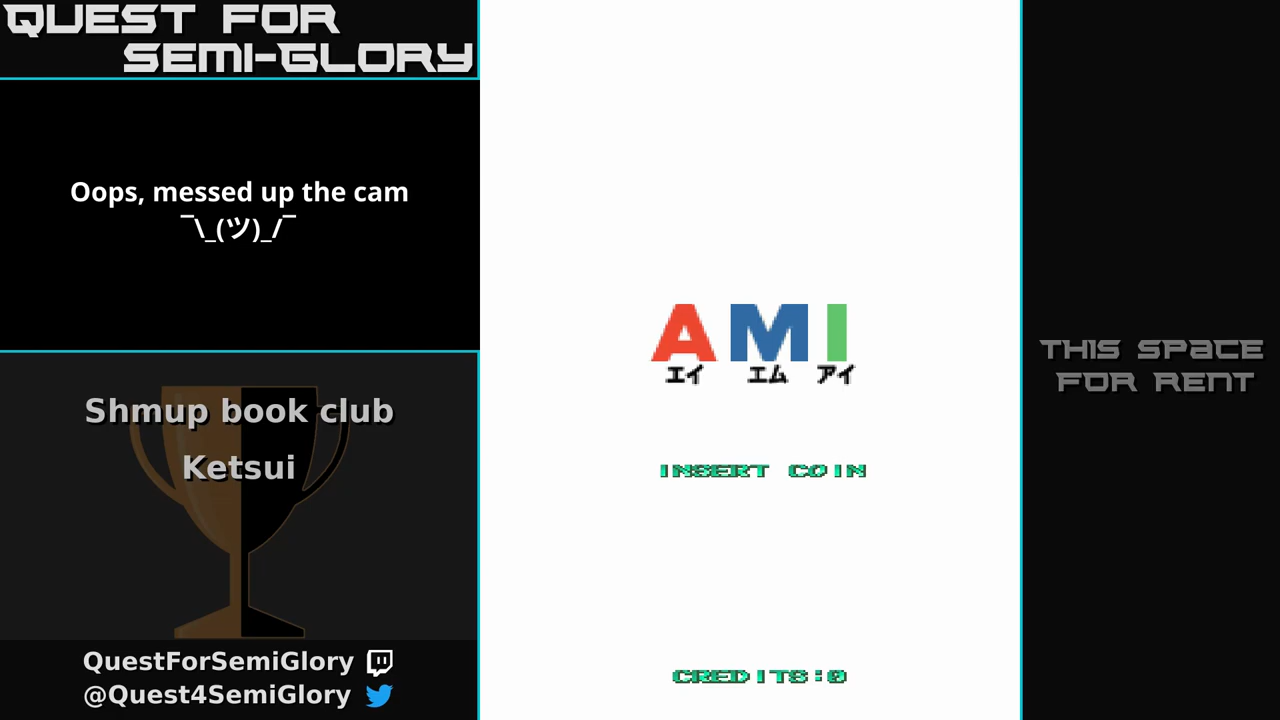 QUEST FOR
SEMI-GLORY
Oops, messed up the cam
¯\_(ツ)_/¯
Shmup book club
Ketsui
QuestForSemiGlory
@Quest4SemiGlory
AMI
エイ エム アイ
INSERT COIN
CREDITS:0
THIS SPACE
FOR RENT